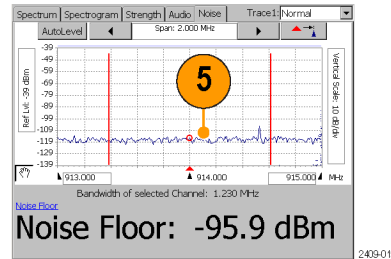 Spectrum Spectrogram Strength Audio Noise Trace1: Normal
AutoLevel Span: 2.000 MHz
-39
-49
-59
-69
-79
-89
-99
-109
-119
-129
-139
Ref Lvl: -39 dBm
Vertical Scale: 10 dB/div
5
913.000 914.000 915.000 MHz
Bandwidth of selected Channel: 1.230 MHz
Noise Floor
Noise Floor: -95.9 dBm
2409-01